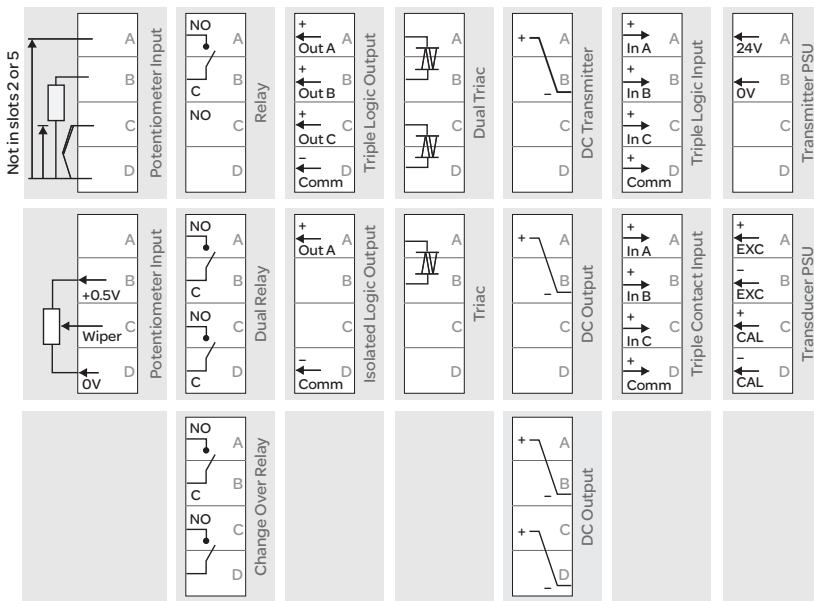 Not in slots 2 or 5
A
B
C
D
Potentiometer Input
NO
C
NO
A
B
C
D
Relay
+
Out A
+
Out B
+
Out C
−
Comm
A
B
C
D
Triple Logic Output
A
B
C
D
Dual Triac
+
−
A
B
C
D
DC Transmitter
+
In A
+
In B
+
In C
+
Comm
A
B
C
D
Triple Logic Input
+
24V
−
0V
A
B
C
D
Transmitter PSU
+0.5V
Wiper
0V
A
B
C
D
Potentiometer Input
NO
C
NO
C
A
B
C
D
Dual Relay
+
Out A
−
Comm
A
B
C
D
Isolated Logic Output
A
B
C
D
Triac
+
−
A
B
C
D
DC Output
+
In A
+
In B
+
In C
+
Comm
A
B
C
D
Triple Contact Input
+
EXC
−
EXC
+
CAL
−
CAL
A
B
C
D
Transducer PSU
NO
C
NO
A
B
C
D
Change Over Relay
+
−
+
−
A
B
C
D
DC Output